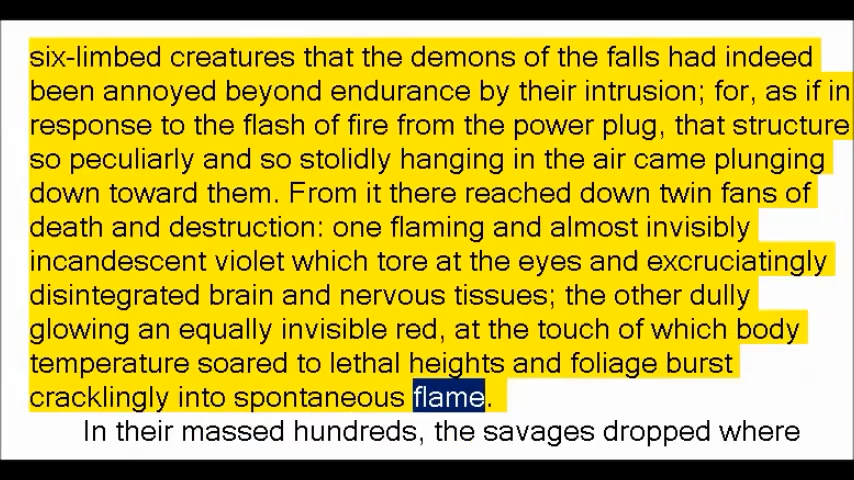 six-limbed creatures that the demons of the falls had indeed
been annoyed beyond endurance by their intrusion; for, as if in
response to the flash of fire from the power plug, that structure
so peculiarly and so stolidly hanging in the air came plunging
down toward them. From it there reached down twin fans of
death and destruction: one flaming and almost invisibly
incandescent violet which tore at the eyes and excruciatingly
disintegrated brain and nervous tissues; the other dully
glowing an equally invisible red, at the touch of which body
temperature soared to lethal heights and foliage burst
cracklingly into spontaneous flame.
In their massed hundreds, the savages dropped where